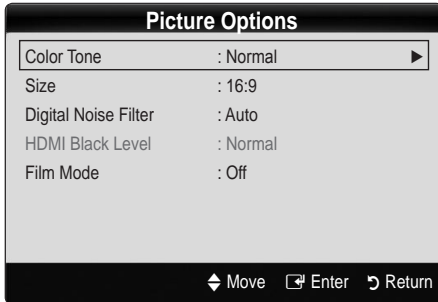 Picture Options
Color Tone : Normal ►
Size : 16:9
Digital Noise Filter : Auto
HDMI Black Level : Normal
Film Mode : Off
Move Enter Return